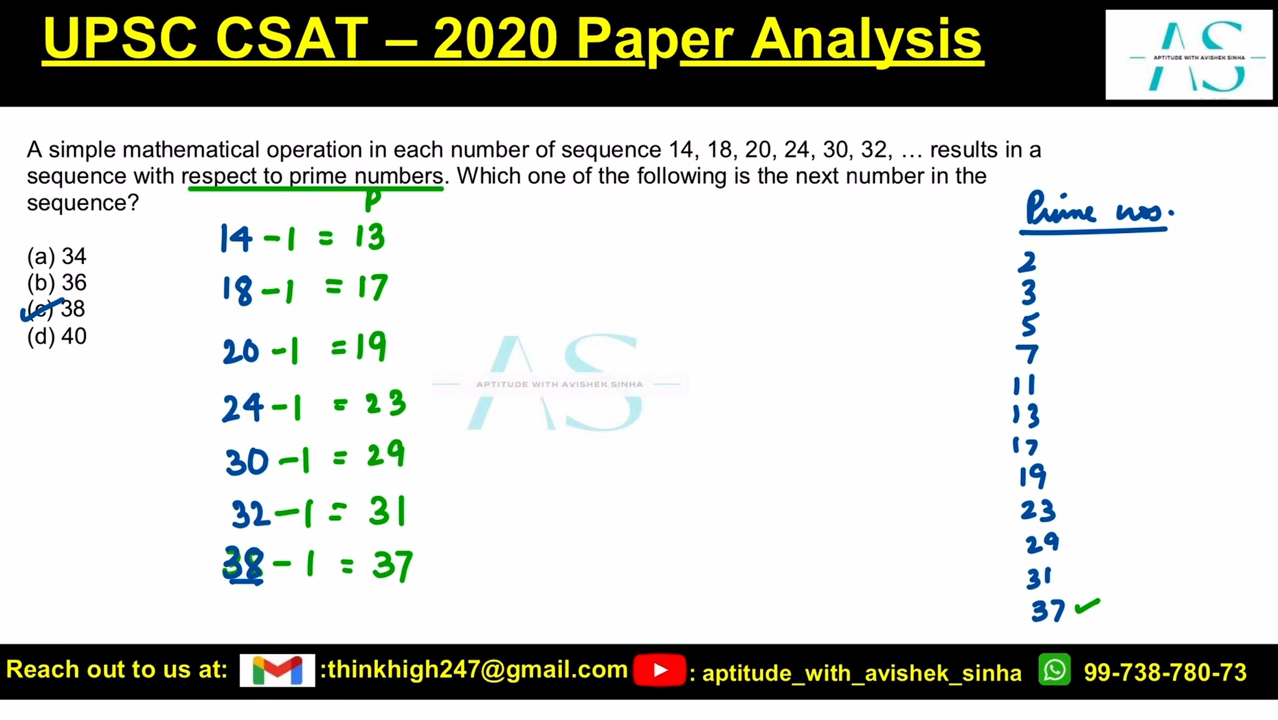 UPSC CSAT – 2020 Paper Analysis
AS
APTITUDE WITH AVISHEK SINHA
A simple mathematical operation in each number of sequence 14, 18, 20, 24, 30, 32, … results in a
sequence with respect to prime numbers. Which one of the following is the next number in the
sequence?
(a) 34
(b) 36
(c) 38
(d) 40
P
14 - 1 = 13
18 - 1 = 17
20 - 1 = 19
24 - 1 = 23
30 - 1 = 29
32 - 1 = 31
38 - 1 = 37
AS
APTITUDE WITH AVISHEK SINHA
Prime nos.
2
3
5
7
11
13
17
19
23
29
31
37 ✓
Reach out to us at: :thinkhigh247@gmail.com : aptitude_with_avishek_sinha 99-738-780-73